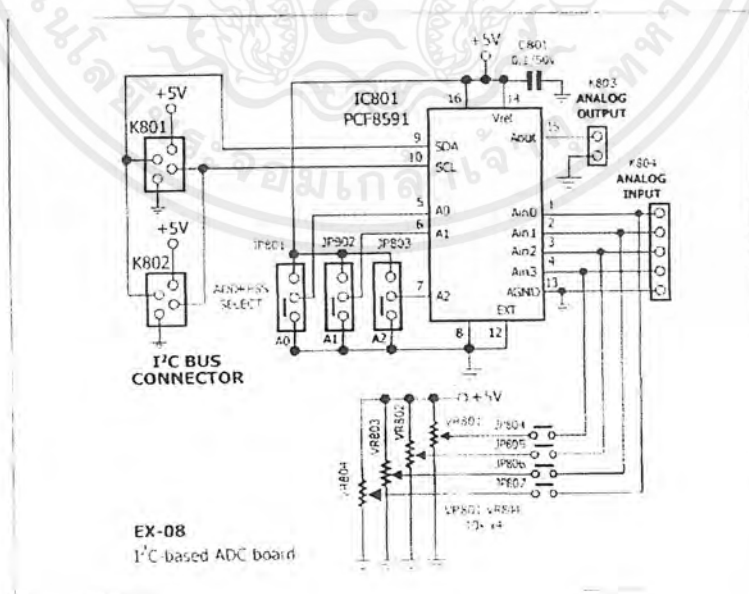 +5V
C801
0.1/50V
K803
ANALOG
OUTPUT
+5V
IC801
PCF8591
16
14
Vref
K801
9
SDA
Aout
15
10
SCL
K804
ANALOG
INPUT
5
A0
Ain0
1
6
A1
Ain1
2
+5V
Ain2
3
K802
JP801
JP802
JP803
Ain3
4
ADDRESS
SELECT
7
A2
AGND
13
EXT
A0
A1
A2
8
12
I²C BUS
CONNECTOR
+5V
VR801
VR802
VR803
VR804
JP804
JP805
JP806
JP807
VR801-VR804
10k x4
EX-08
I²C-based ADC board